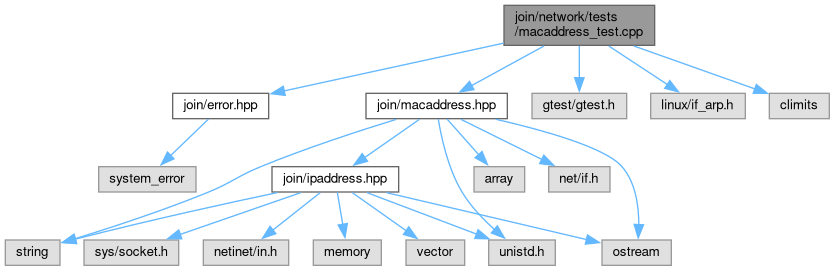 join/network/tests
/macaddress_test.cpp
join/error.hpp
join/macaddress.hpp
gtest/gtest.h
linux/if_arp.h
climits
system_error
join/ipaddress.hpp
array
net/if.h
string
sys/socket.h
netinet/in.h
memory
vector
unistd.h
ostream